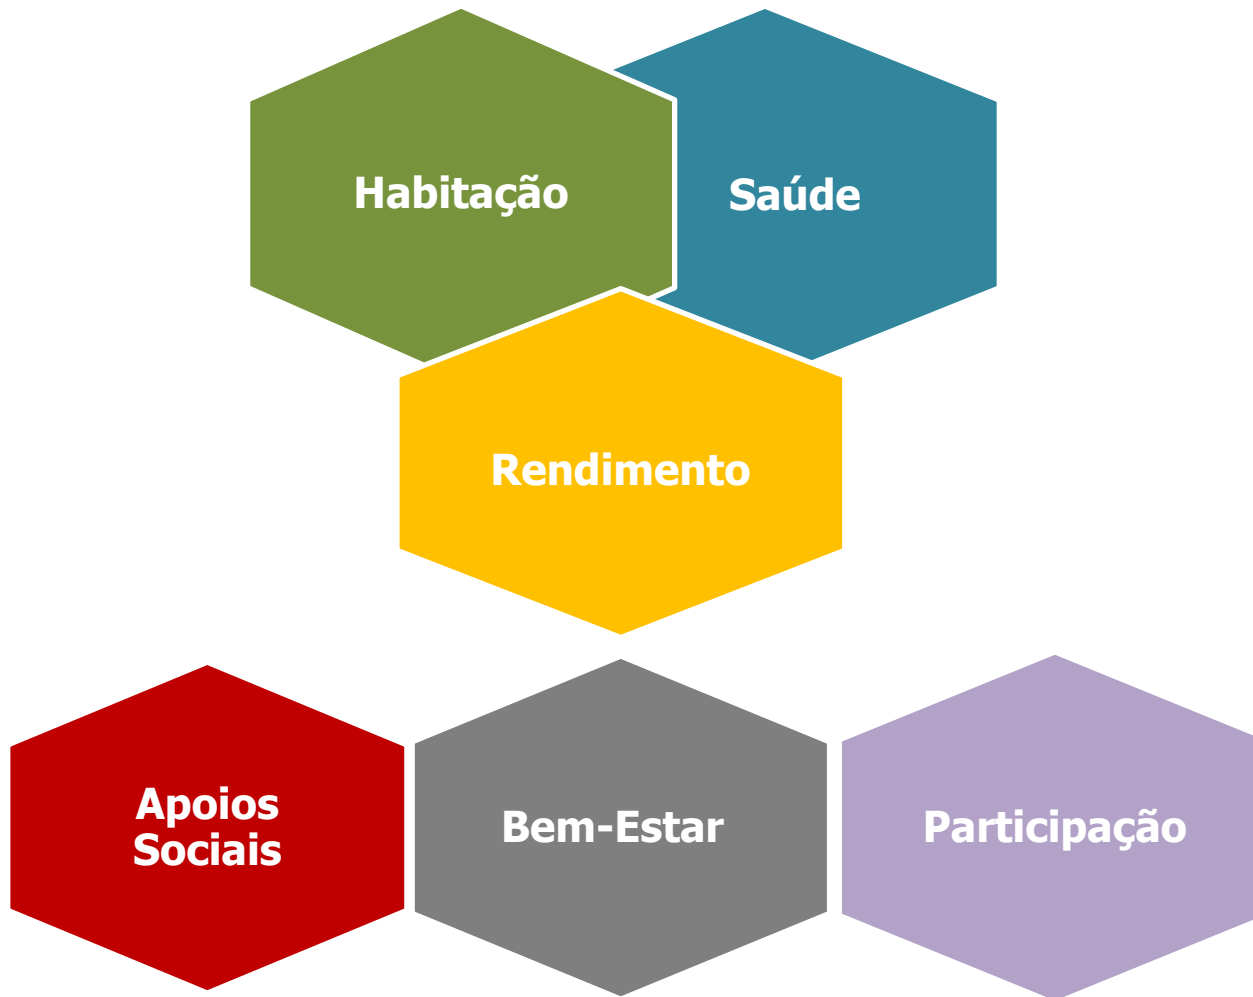 Habitação
Saúde
Rendimento
Apoios
Sociais
Bem-Estar
Participação